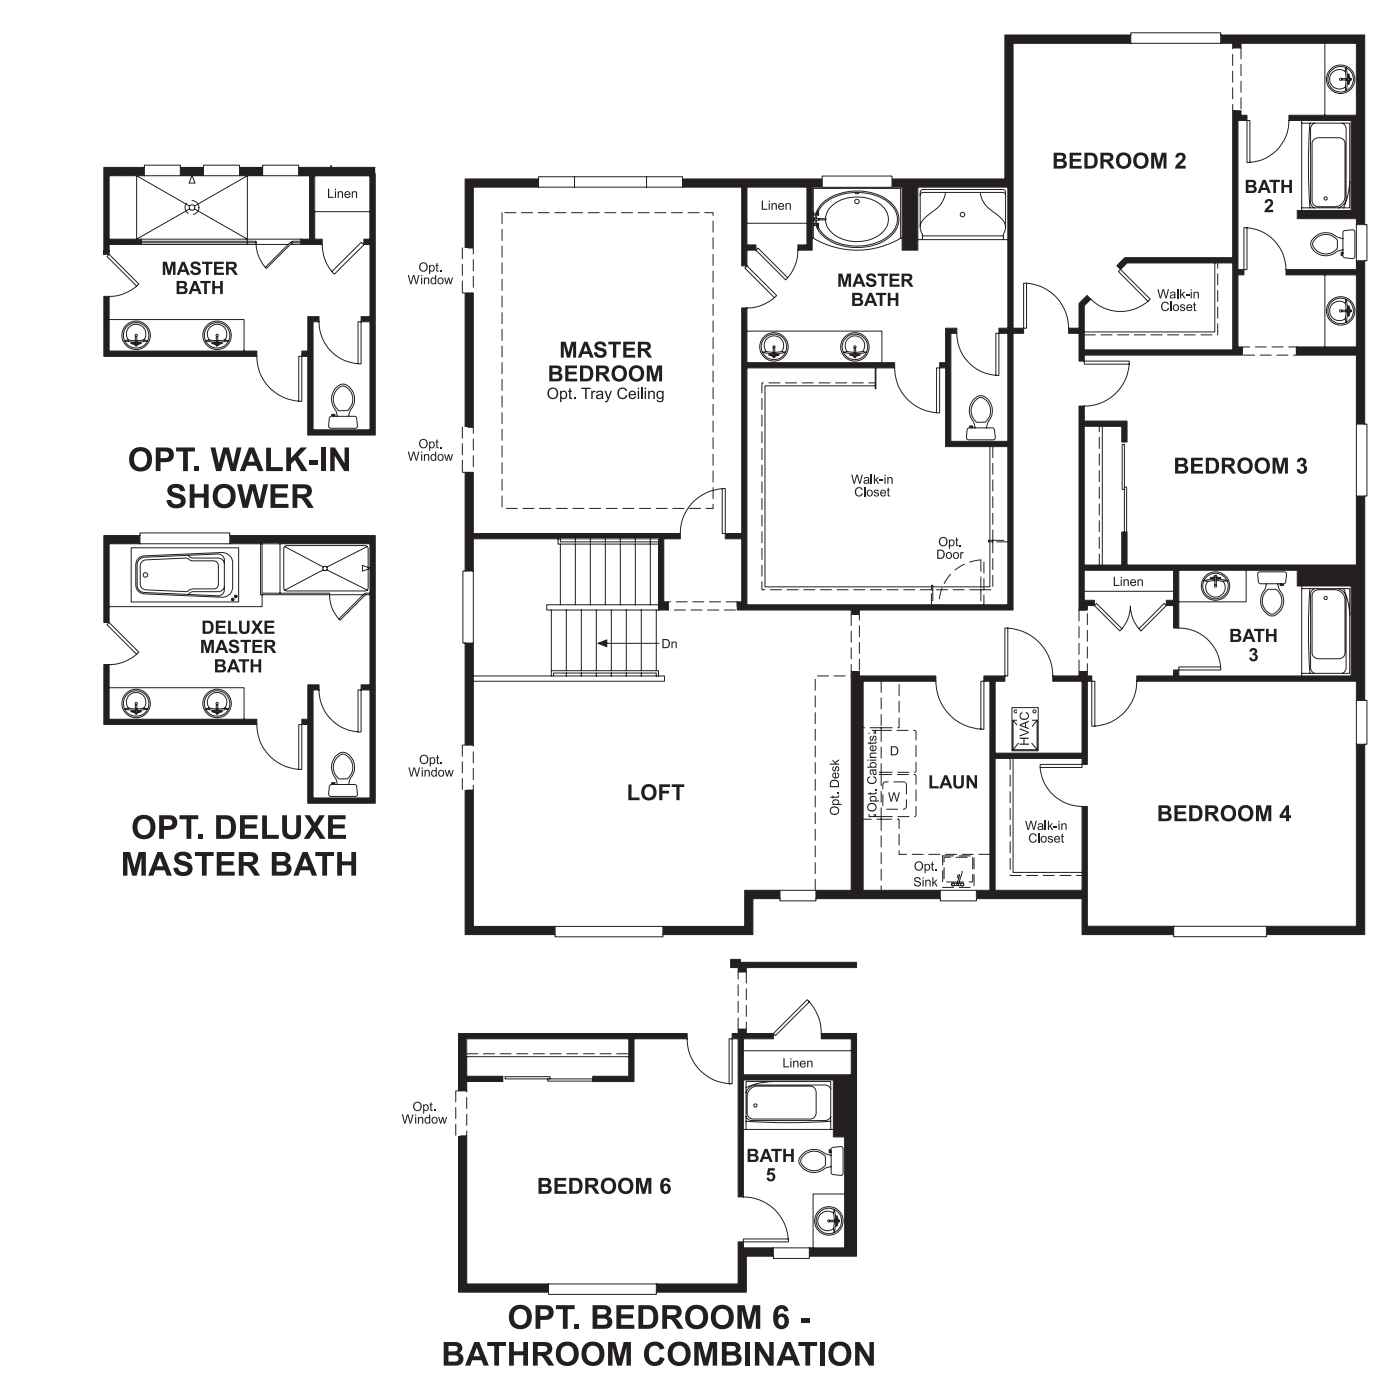 BEDROOM 2
BATH
2
Linen
Linen
MASTER
BATH
OPT. WALK-IN
SHOWER
Opt.
Window
MASTER
BATH
Walk-in
Closet
MASTER
BEDROOM
Opt. Tray Ceiling
Opt.
Window
Walk-in
Closet
BEDROOM 3
Opt.
Door
Linen
DELUXE
MASTER
BATH
OPT. DELUXE
MASTER BATH
Dn
BATH
3
HVAC
Opt.
Window
LOFT
Opt. Desk
Opt. Cabinets
D
W
LAUN
Opt.
Sink
Walk-in
Closet
BEDROOM 4
Linen
Opt.
Window
BATH
5
BEDROOM 6
OPT. BEDROOM 6 -
BATHROOM COMBINATION